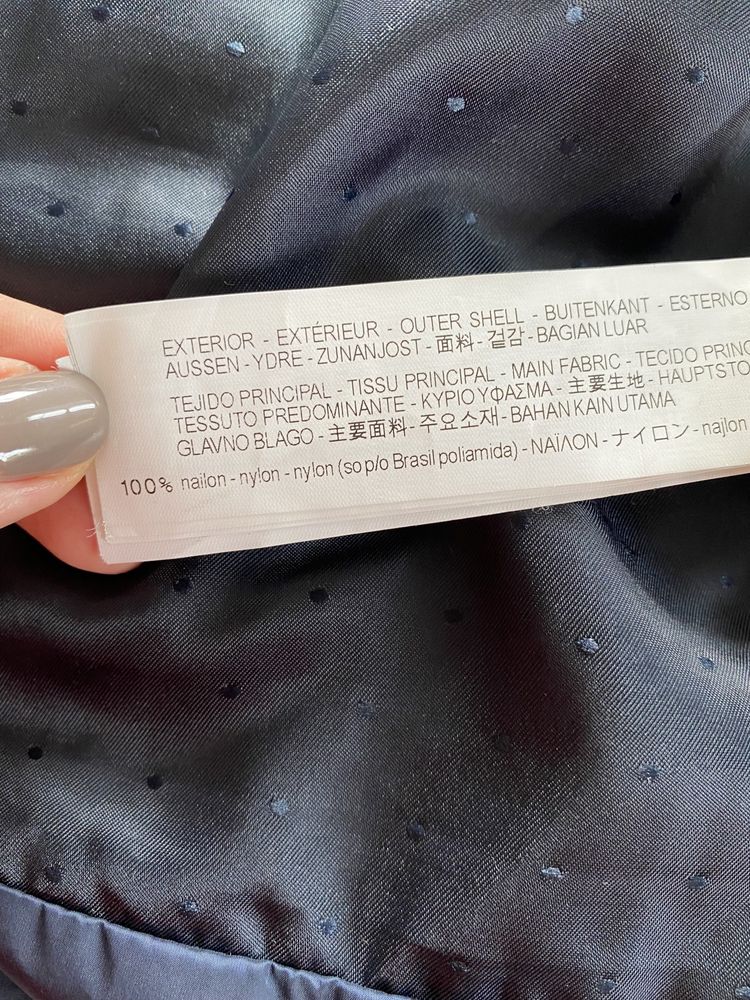 EXTERIOR - EXTÉRIEUR - OUTER SHELL - BUITENKANT - ESTERNO
AUSSEN - YDRE - ZUNANJOST - 面料 - 겉감 - BAGIAN LUAR
TEJIDO PRINCIPAL - TISSU PRINCIPAL - MAIN FABRIC - TECIDO PRINC
TESSUTO PREDOMINANTE - ΚΥΡΙΟ ΥΦΑΣΜΑ - 主要生地 - HAUPTSTO
GLAVNO BLAGO - 主要面料 - 주요소재 - BAHAN KAIN UTAMA
100% nailon - nylon - nylon (so p/o Brasil poliamida) - ΝΑΪΛΟΝ - ナイロン - najlon